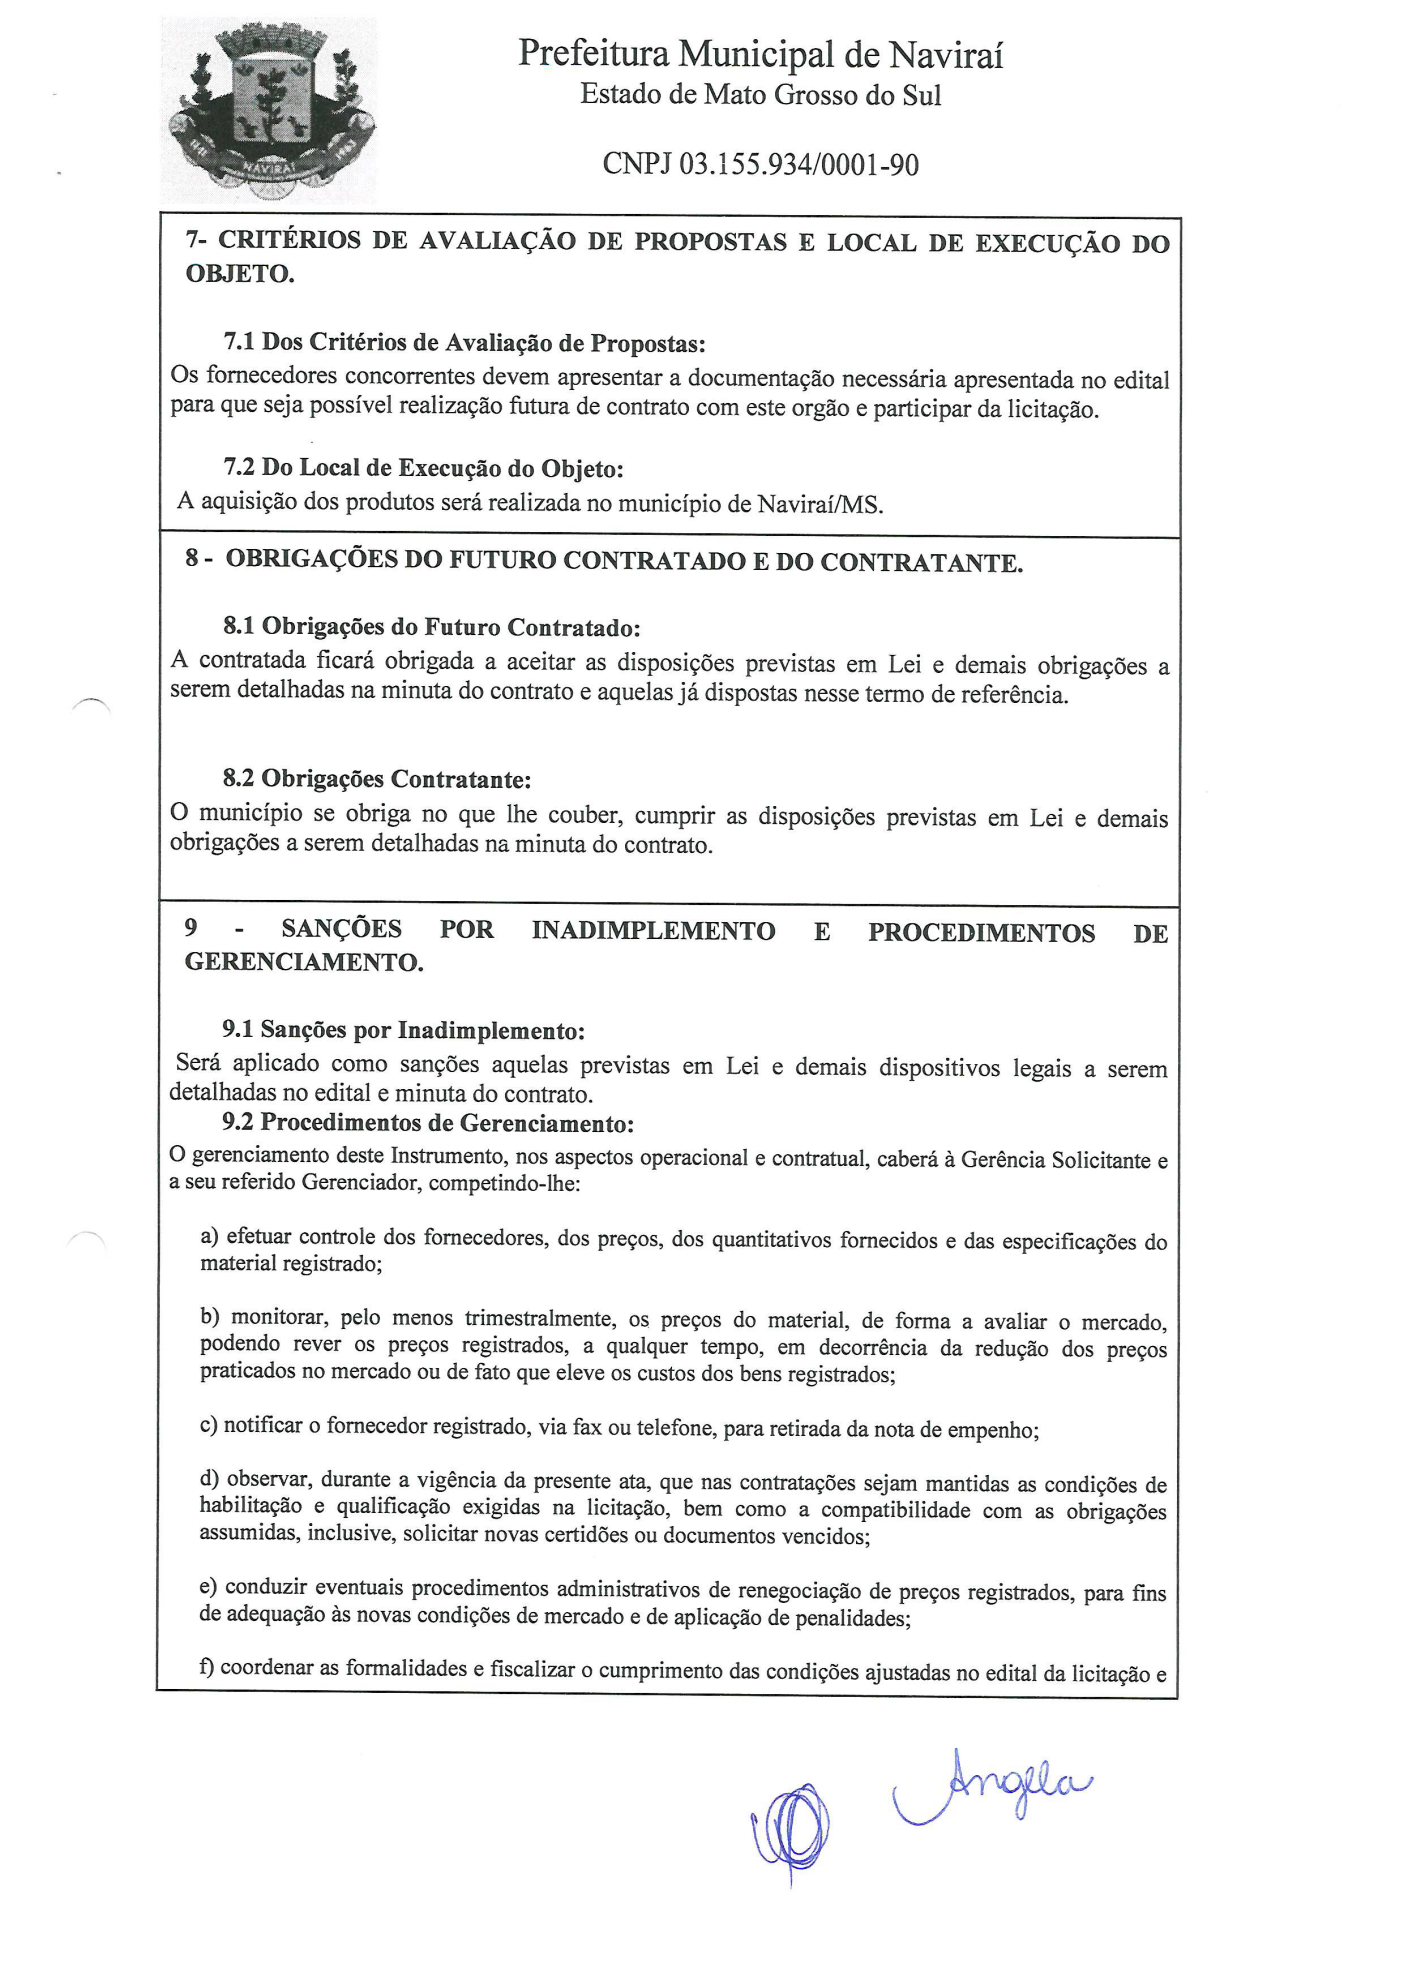 Prefeitura Municipal de Naviraí
Estado de Mato Grosso do Sul
CNPJ 03.155.934/0001-90
NAVIRAÍ
1963
7- CRITÉRIOS DE AVALIAÇÃO DE PROPOSTAS E LOCAL DE EXECUÇÃO DO
OBJETO.
7.1 Dos Critérios de Avaliação de Propostas:
Os fornecedores concorrentes devem apresentar a documentação necessária apresentada no edital
para que seja possível realização futura de contrato com este orgão e participar da licitação.
7.2 Do Local de Execução do Objeto:
A aquisição dos produtos será realizada no município de Naviraí/MS.
8 - OBRIGAÇÕES DO FUTURO CONTRATADO E DO CONTRATANTE.
8.1 Obrigações do Futuro Contratado:
A contratada ficará obrigada a aceitar as disposições previstas em Lei e demais obrigações a
serem detalhadas na minuta do contrato e aquelas já dispostas nesse termo de referência.
8.2 Obrigações Contratante:
O município se obriga no que lhe couber, cumprir as disposições previstas em Lei e demais
obrigações a serem detalhadas na minuta do contrato.
9 - SANÇÕES POR INADIMPLEMENTO E PROCEDIMENTOS DE
GERENCIAMENTO.
9.1 Sanções por Inadimplemento:
Será aplicado como sanções aquelas previstas em Lei e demais dispositivos legais a serem
detalhadas no edital e minuta do contrato.
9.2 Procedimentos de Gerenciamento:
O gerenciamento deste Instrumento, nos aspectos operacional e contratual, caberá à Gerência Solicitante e
a seu referido Gerenciador, competindo-lhe:
a) efetuar controle dos fornecedores, dos preços, dos quantitativos fornecidos e das especificações do
material registrado;
b) monitorar, pelo menos trimestralmente, os preços do material, de forma a avaliar o mercado,
podendo rever os preços registrados, a qualquer tempo, em decorrência da redução dos preços
praticados no mercado ou de fato que eleve os custos dos bens registrados;
c) notificar o fornecedor registrado, via fax ou telefone, para retirada da nota de empenho;
d) observar, durante a vigência da presente ata, que nas contratações sejam mantidas as condições de
habilitação e qualificação exigidas na licitação, bem como a compatibilidade com as obrigações
assumidas, inclusive, solicitar novas certidões ou documentos vencidos;
e) conduzir eventuais procedimentos administrativos de renegociação de preços registrados, para fins
de adequação às novas condições de mercado e de aplicação de penalidades;
f) coordenar as formalidades e fiscalizar o cumprimento das condições ajustadas no edital da licitação e
Angela